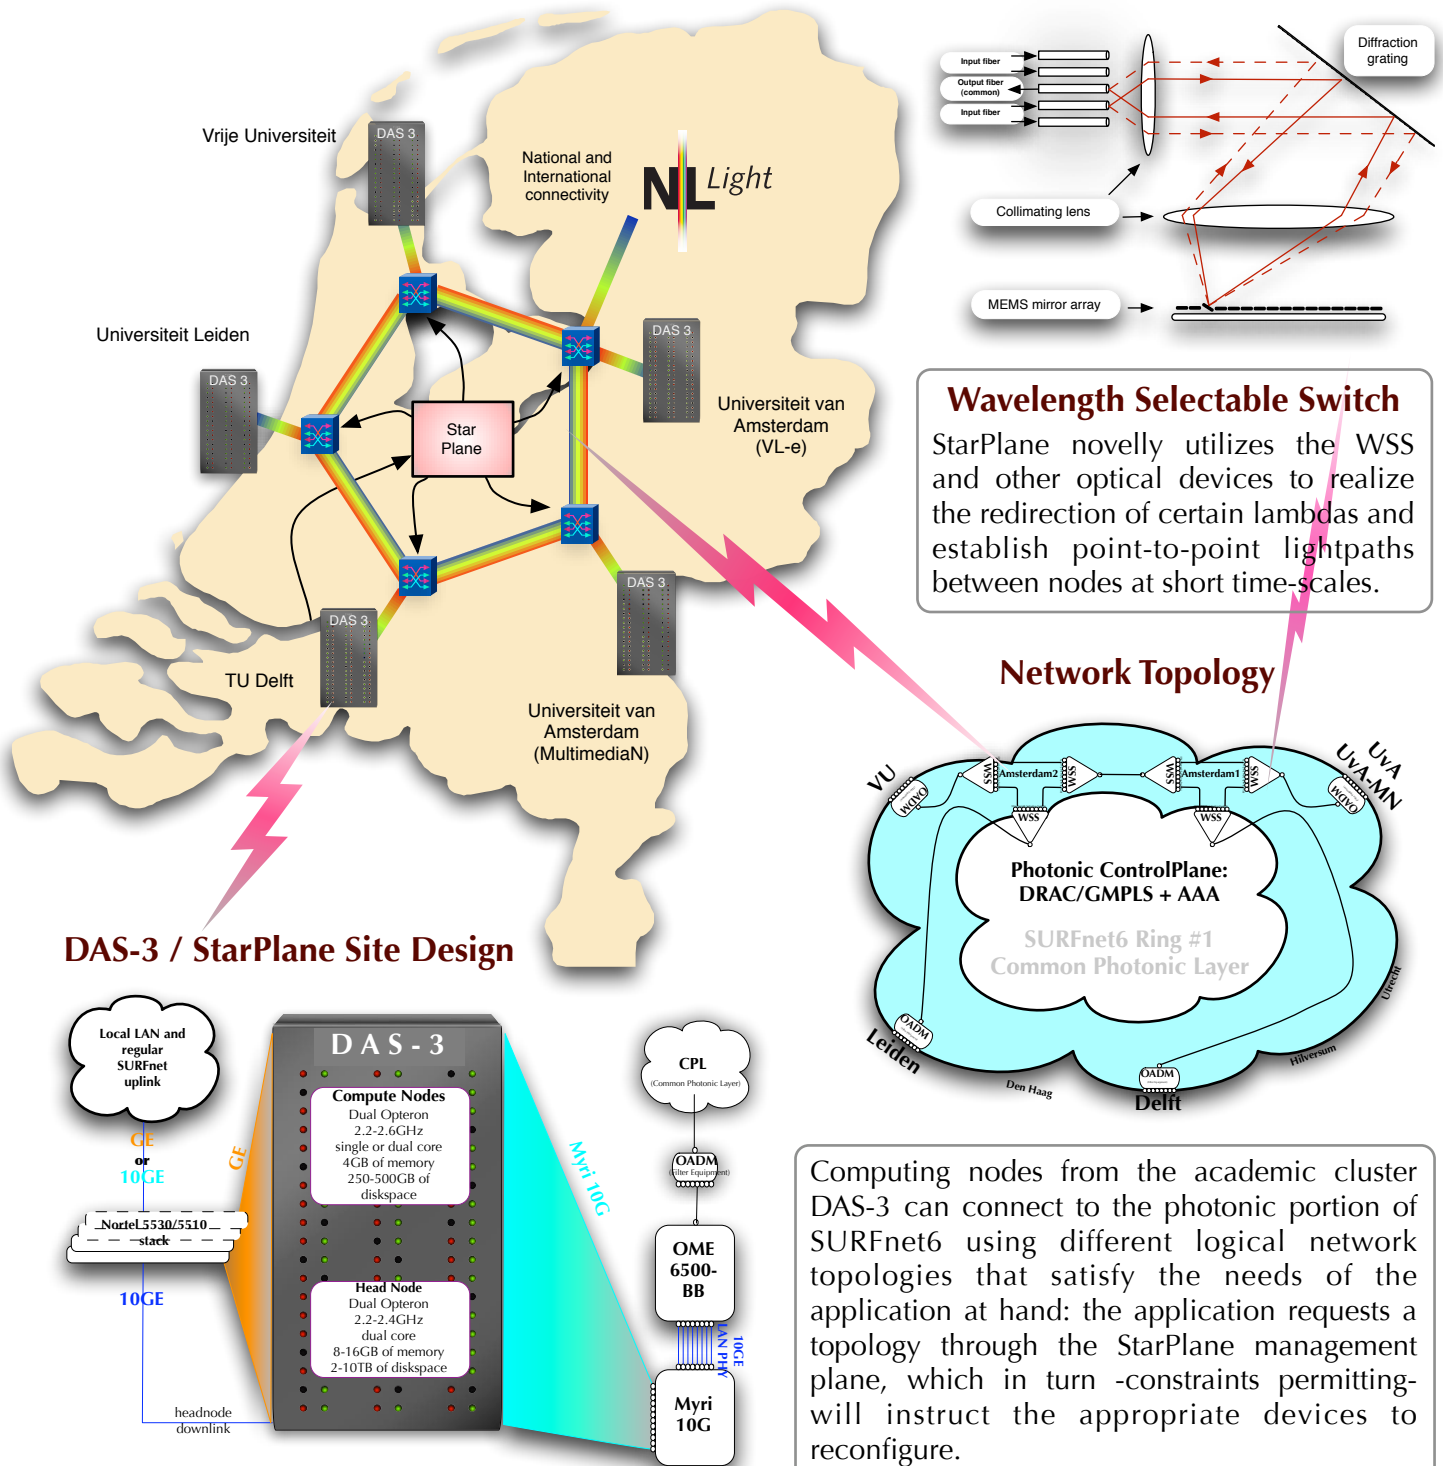 Vrije Universiteit
DAS 3
National and
International
connectivity
NL Light
Universiteit Leiden
DAS 3
DAS 3
Star
Plane
Universiteit van
Amsterdam
(VL-e)
DAS 3
DAS 3
TU Delft
Universiteit van
Amsterdam
(MultimediaN)
Input fiber
Output fiber
(common)
Input fiber
Diffraction
grating
Collimating lens
MEMS mirror array
Wavelength Selectable Switch
StarPlane novelly utilizes the WSS
and other optical devices to realize
the redirection of certain lambdas and
establish point-to-point lightpaths
between nodes at short time-scales.
Network Topology
VU
OADM
WSS
Amsterdam2
WSS
WSS
WSS
Amsterdam1
WSS
WSS
OADM
UvA
UvA-MN
Photonic ControlPlane:
DRAC/GMPLS + AAA
SURFnet6 Ring #1
Common Photonic Layer
OADM
Leiden
Den Haag
OADM
Delft
Hilversum
Utrecht
DAS-3 / StarPlane Site Design
Local LAN and
regular
SURFnet
uplink
GE
or
10GE
Nortel 5530/5510
stack
10GE
headnode
downlink
GE
DAS-3
Compute Nodes
Dual Opteron
2.2-2.6GHz
single or dual core
4GB of memory
250-500GB of
diskspace
Head Node
Dual Opteron
2.2-2.4GHz
dual core
8-16GB of memory
2-10TB of diskspace
Myri 10G
CPL
(Common Photonic Layer)
OADM
(Filter Equipment)
OME
6500-
BB
10GE
LAN PHY
Myri
10G
Computing nodes from the academic cluster
DAS-3 can connect to the photonic portion of
SURFnet6 using different logical network
topologies that satisfy the needs of the
application at hand: the application requests a
topology through the StarPlane management
plane, which in turn -constraints permitting-
will instruct the appropriate devices to
reconfigure.